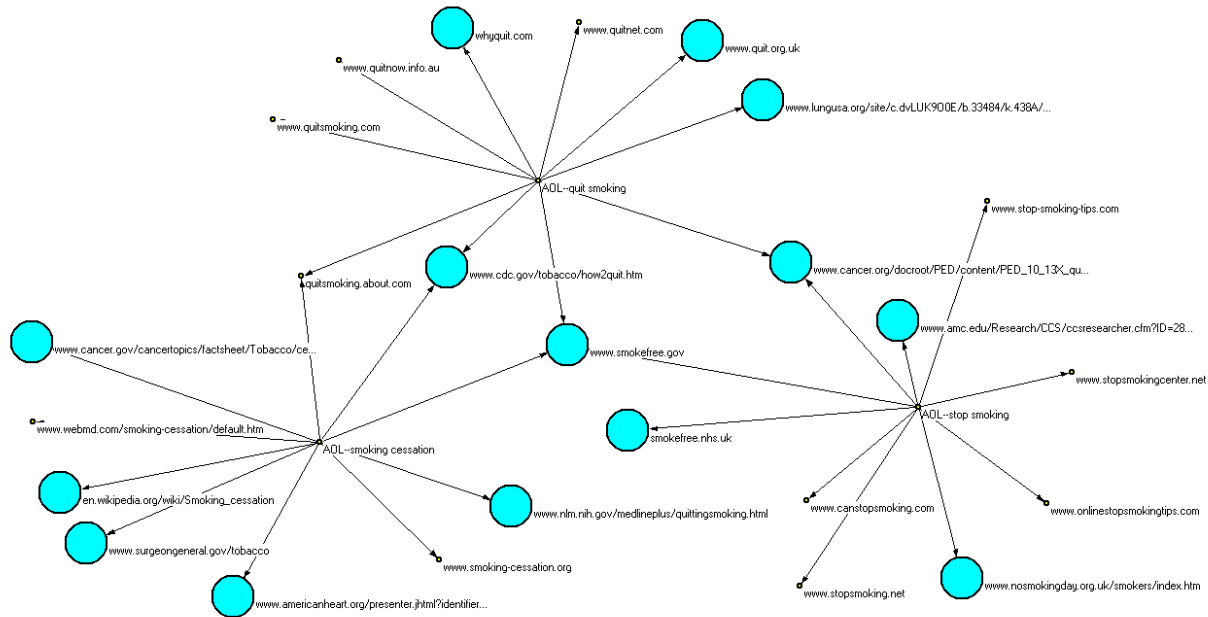 whyquit.com
www.quitnet.com
www.quit.org.uk
www.quitnow.info.au
www.lungusa.org/site/c.dvLUK9O0E/b.33484/k.438A/...
www.quitsmoking.com
AOL--quit smoking
www.stop-smoking-tips.com
www.cdc.gov/tobacco/how2quit.htm
www.cancer.org/docroot/PED/content/PED_10_13X_qu...
quitsmoking.about.com
www.amc.edu/Research/CCS/ccsresearcher.cfm?ID=28...
www.cancer.gov/cancertopics/factsheet/Tobacco/ce...
www.smokefree.gov
www.stopsmokingcenter.net
AOL--stop smoking
www.webmd.com/smoking-cessation/default.htm
smokefree.nhs.uk
AOL--smoking cessation
en.wikipedia.org/wiki/Smoking_cessation
www.nlm.nih.gov/medlineplus/quittingsmoking.html
www.canstopsmoking.com
www.onlinestopsmokingtips.com
www.surgeongeneral.gov/tobacco
www.smoking-cessation.org
www.nosmokingday.org.uk/smokers/index.htm
www.stopsmoking.net
www.americanheart.org/presenter.jhtml?identifier...